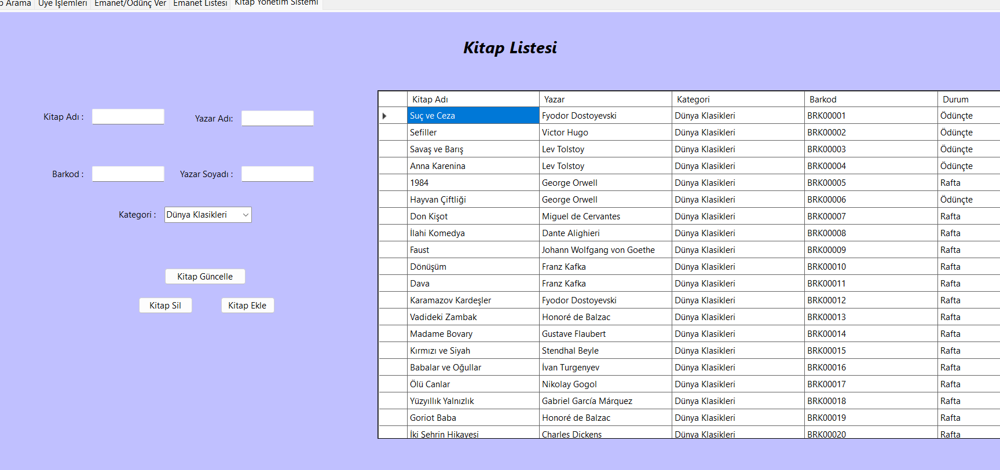 Arama Üye İşlemleri Emanet/Ödünç Ver Emanet Listesi Kitap Yönetim Sistemi
Kitap Listesi
Kitap Adı :
Yazar Adı:
Barkod :
Yazar Soyadı :
Kategori : Dünya Klasikleri
Kitap Güncelle
Kitap Sil Kitap Ekle
Kitap Adı Yazar Kategori Barkod Durum
Suç ve Ceza Fyodor Dostoyevski Dünya Klasikleri BRK00001 Ödünçte
Sefiller Victor Hugo Dünya Klasikleri BRK00002 Ödünçte
Savaş ve Barış Lev Tolstoy Dünya Klasikleri BRK00003 Ödünçte
Anna Karenina Lev Tolstoy Dünya Klasikleri BRK00004 Ödünçte
1984 George Orwell Dünya Klasikleri BRK00005 Rafta
Hayvan Çiftliği George Orwell Dünya Klasikleri BRK00006 Ödünçte
Don Kişot Miguel de Cervantes Dünya Klasikleri BRK00007 Rafta
İlahi Komedya Dante Alighieri Dünya Klasikleri BRK00008 Rafta
Faust Johann Wolfgang von Goethe Dünya Klasikleri BRK00009 Rafta
Dönüşüm Franz Kafka Dünya Klasikleri BRK00010 Rafta
Dava Franz Kafka Dünya Klasikleri BRK00011 Rafta
Karamazov Kardeşler Fyodor Dostoyevski Dünya Klasikleri BRK00012 Rafta
Vadideki Zambak Honoré de Balzac Dünya Klasikleri BRK00013 Rafta
Madame Bovary Gustave Flaubert Dünya Klasikleri BRK00014 Rafta
Kırmızı ve Siyah Stendhal Beyle Dünya Klasikleri BRK00015 Rafta
Babalar ve Oğullar İvan Turgenyev Dünya Klasikleri BRK00016 Rafta
Ölü Canlar Nikolay Gogol Dünya Klasikleri BRK00017 Rafta
Yüzyıllık Yalnızlık Gabriel García Márquez Dünya Klasikleri BRK00018 Rafta
Goriot Baba Honoré de Balzac Dünya Klasikleri BRK00019 Rafta
İki Şehrin Hikayesi Charles Dickens Dünya Klasikleri BRK00020 Rafta